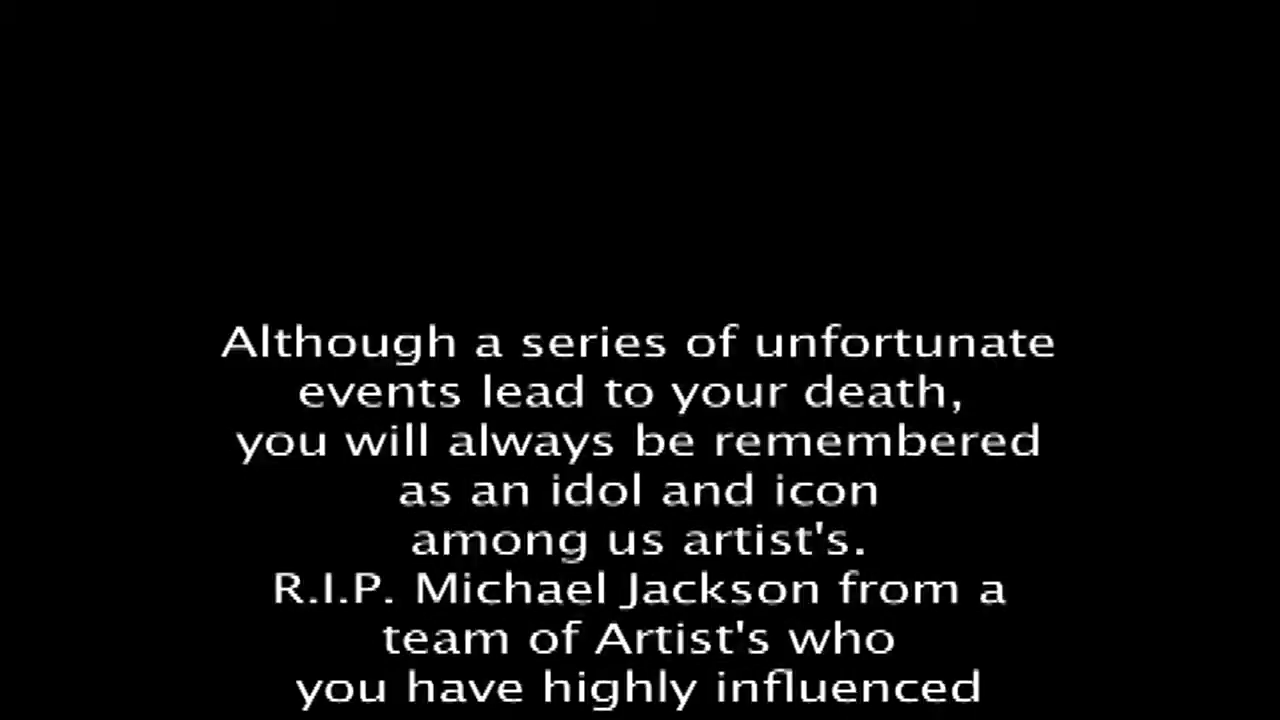 Although a series of unfortunate
events lead to your death,
you will always be remembered
as an idol and icon
among us artist's.
R.I.P. Michael Jackson from a
team of Artist's who
you have highly influenced